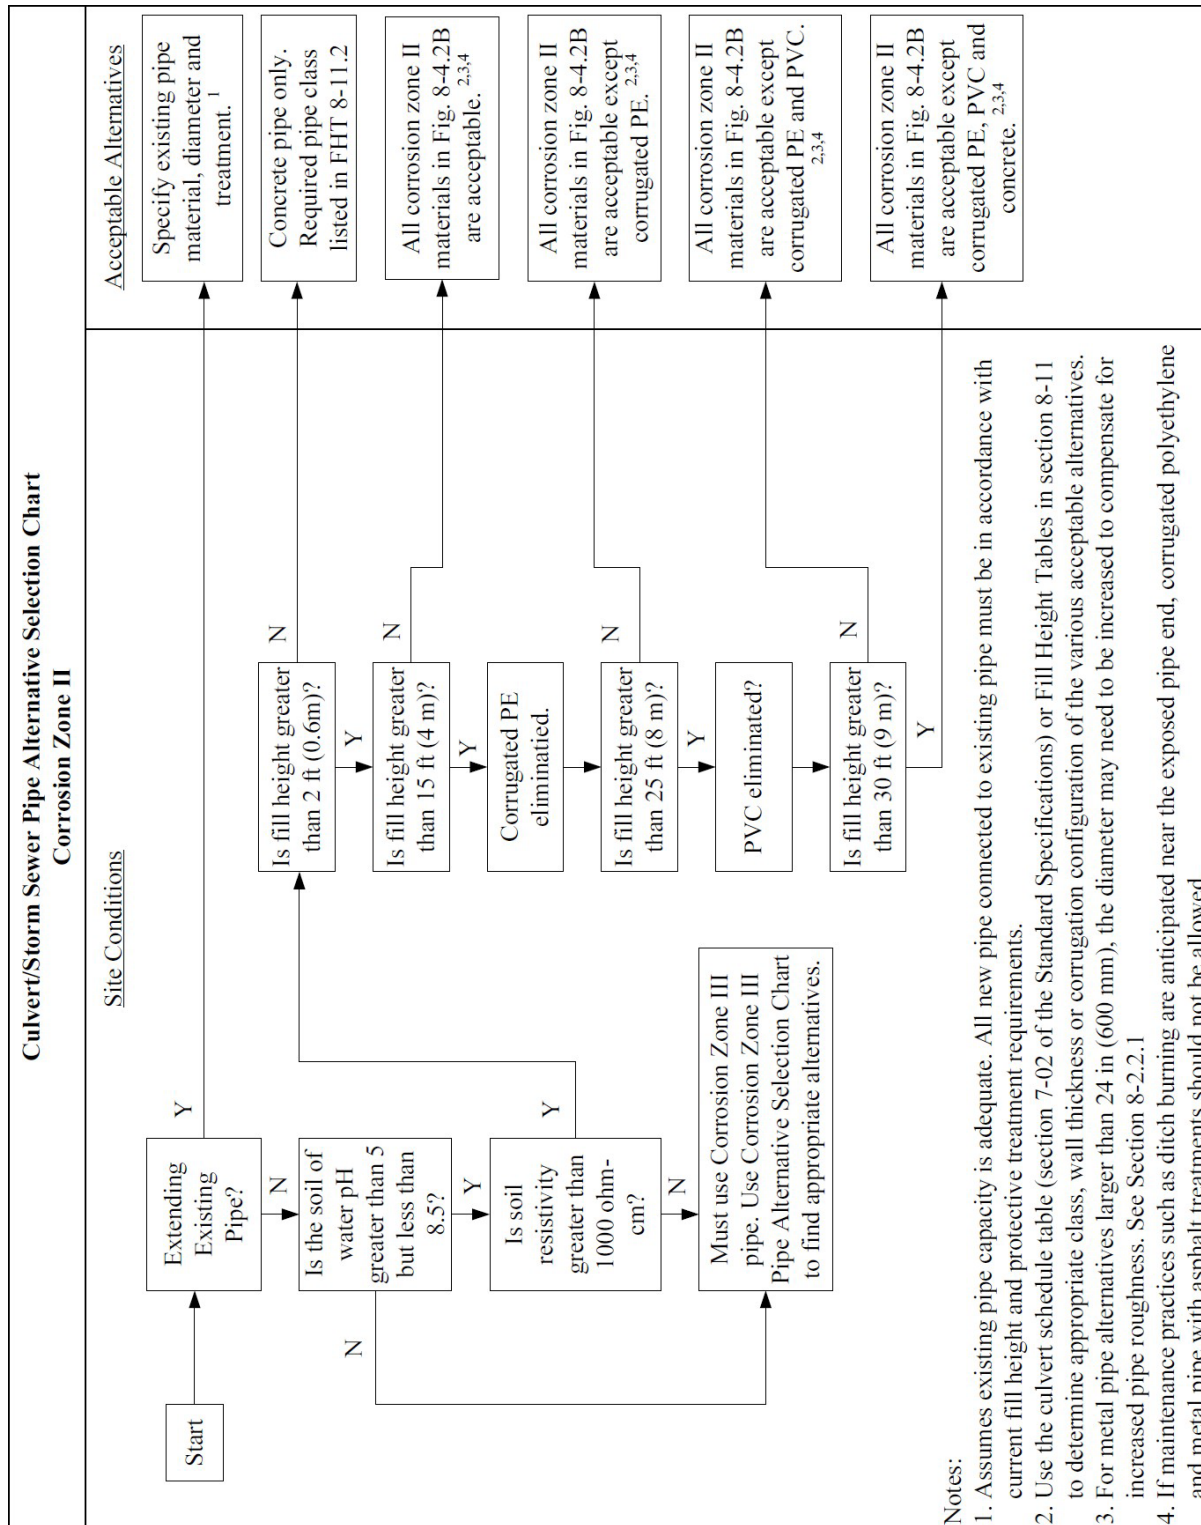 Culvert/Storm Sewer Pipe Alternative Selection Chart
Corrosion Zone II
Site Conditions
Acceptable Alternatives
Start
Extending
Existing
Pipe?
Y
N
Specify existing pipe
material, diameter and
treatment. 1
Is the soil of
water pH
greater than 5
but less than
8.5?
N
Y
Is soil
resistivity
greater than
1000 ohm-
cm?
Y
N
Must use Corrosion Zone III
pipe. Use Corrosion Zone III
Pipe Alternative Selection Chart
to find appropriate alternatives.
Is fill height greater
than 2 ft (0.6m)?
N
Y
Concrete pipe only.
Required pipe class
listed in FHT 8-11.2
Is fill height greater
than 15 ft (4 m)?
N
Y
All corrosion zone II
materials in Fig. 8-4.2B
are acceptable. 2,3,4
Corrugated PE
eliminatied.
Is fill height greater
than 25 ft (8 m)?
N
Y
All corrosion zone II
materials in Fig. 8-4.2B
are acceptable except
corrugated PE. 2,3,4
PVC eliminated?
Is fill height greater
than 30 ft (9 m)?
N
Y
All corrosion zone II
materials in Fig. 8-4.2B
are acceptable except
corrugated PE and PVC.
2,3,4
All corrosion zone II
materials in Fig. 8-4.2B
are acceptable except
corrugated PE, PVC and
concrete. 2,3,4
Notes:
1. Assumes existing pipe capacity is adequate. All new pipe connected to existing pipe must be in accordance with
current fill height and protective treatment requirements.
2. Use the culvert schedule table (section 7-02 of the Standard Specifications) or Fill Height Tables in section 8-11
to determine appropriate class, wall thickness or corrugation configuration of the various acceptable alternatives.
3. For metal pipe alternatives larger than 24 in (600 mm), the diameter may need to be increased to compensate for
increased pipe roughness. See Section 8-2.2.1
4. If maintenance practices such as ditch burning are anticipated near the exposed pipe end, corrugated polyethylene
and metal pipe with asphalt treatments should not be allowed